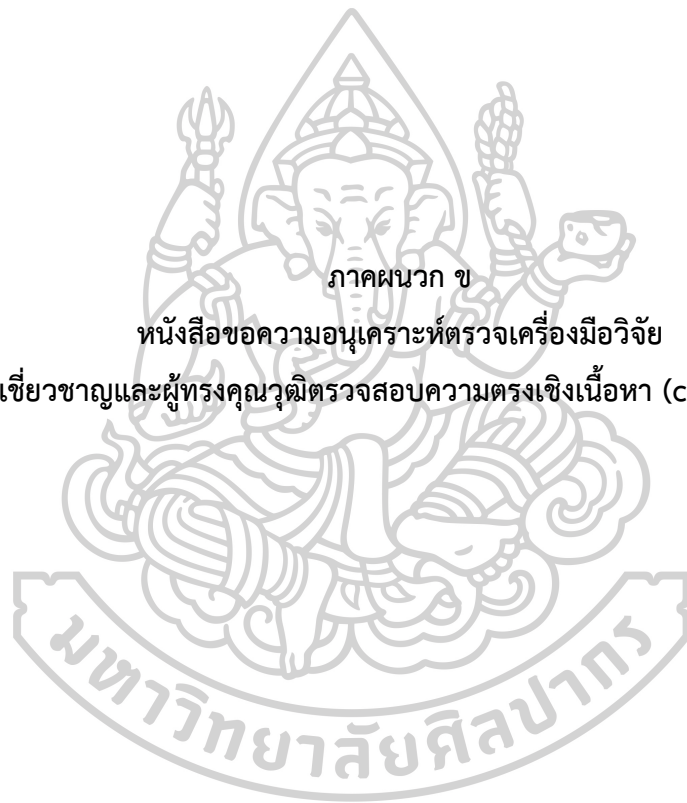 ภาคผนวก ข
หนังสือขอความอนุเคราะห์ตรวจเครื่องมือวิจัย
เชี่ยวชาญและผู้ทรงคุณวุฒิตรวจสอบความตรงเชิงเนื้อหา (c
มหาวิทยาลัยศิลปากร